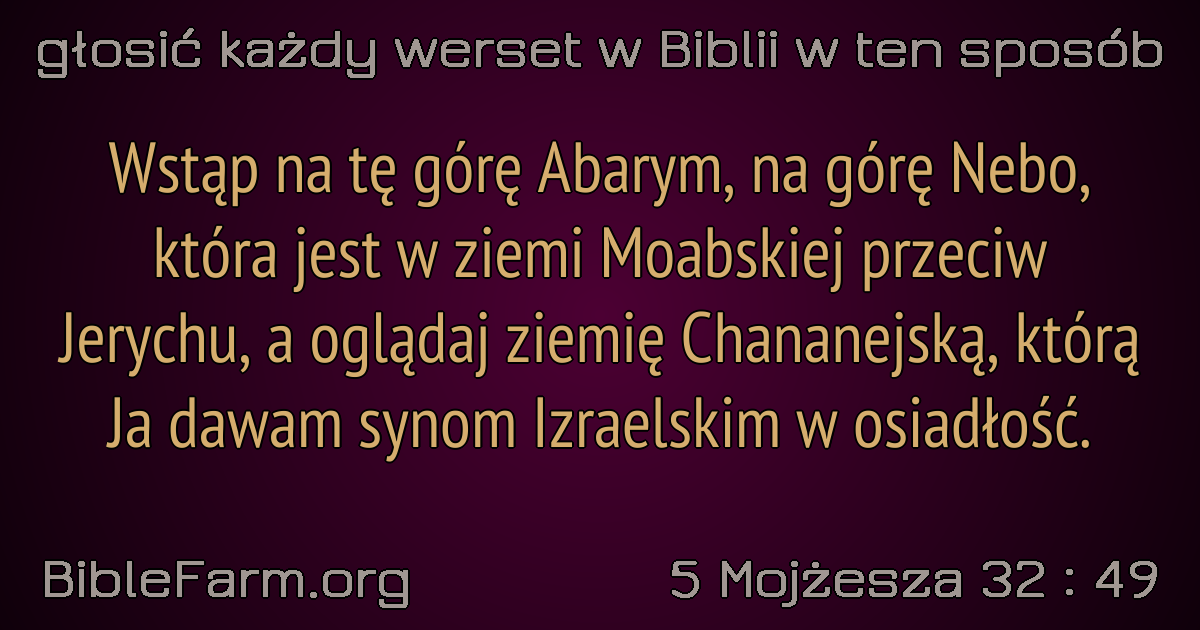 głosić każdy werset w Biblii w ten sposób
Wstąp na tę górę Abarym, na górę Nebo,
która jest w ziemi Moabskiej przeciw
Jerychu, a oglądaj ziemię Chananejską, którą
Ja dawam synom Izraelskim w osiadłość.
BibleFarm.org
5 Mojżesza 32 : 49